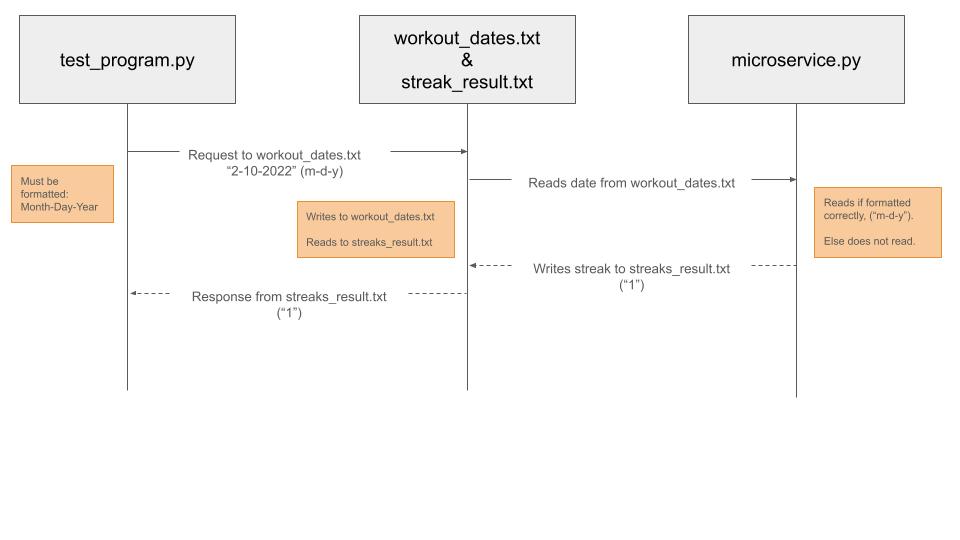 test_program.py
workout_dates.txt
&
streak_result.txt
microservice.py
Request to workout_dates.txt
“2-10-2022” (m-d-y)
Must be
formatted:
Month-Day-Year
Reads date from workout_dates.txt
Writes to workout_dates.txt
Reads to streaks_result.txt
Reads if formatted
correctly, (“m-d-y”).
Else does not read.
Writes streak to streaks_result.txt
(“1”)
Response from streaks_result.txt
(“1”)